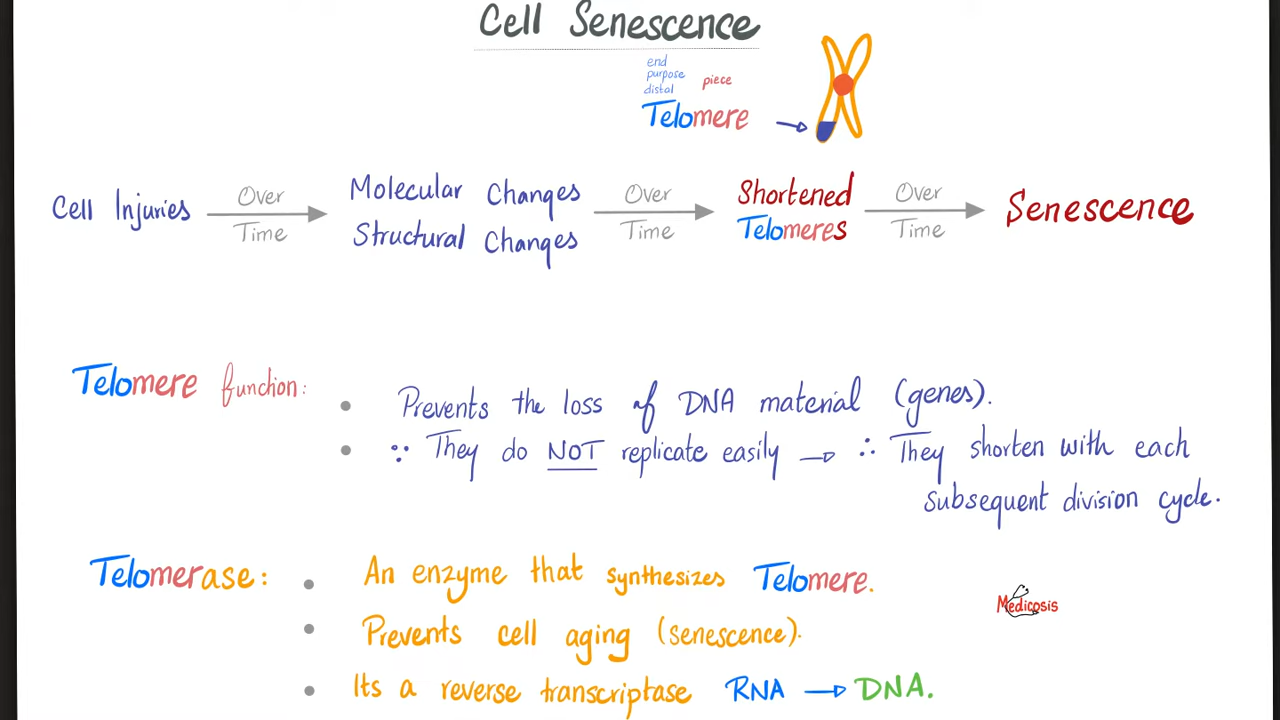 Cell Senescence
end
purpose
distal
piece
Telomere
Cell Injuries
Over
Time
Molecular Changes
Structural Changes
Over
Time
Shortened
Telomeres
Over
Time
Senescence
Telomere function:
• Prevents the loss of DNA material (genes).
• ∵ They do NOT replicate easily → ∴ They shorten with each
subsequent division cycle.
Telomerase:
• An enzyme that synthesizes Telomere.
• Prevents cell aging (senescence).
• Its a reverse transcriptase RNA → DNA.
Medicosis